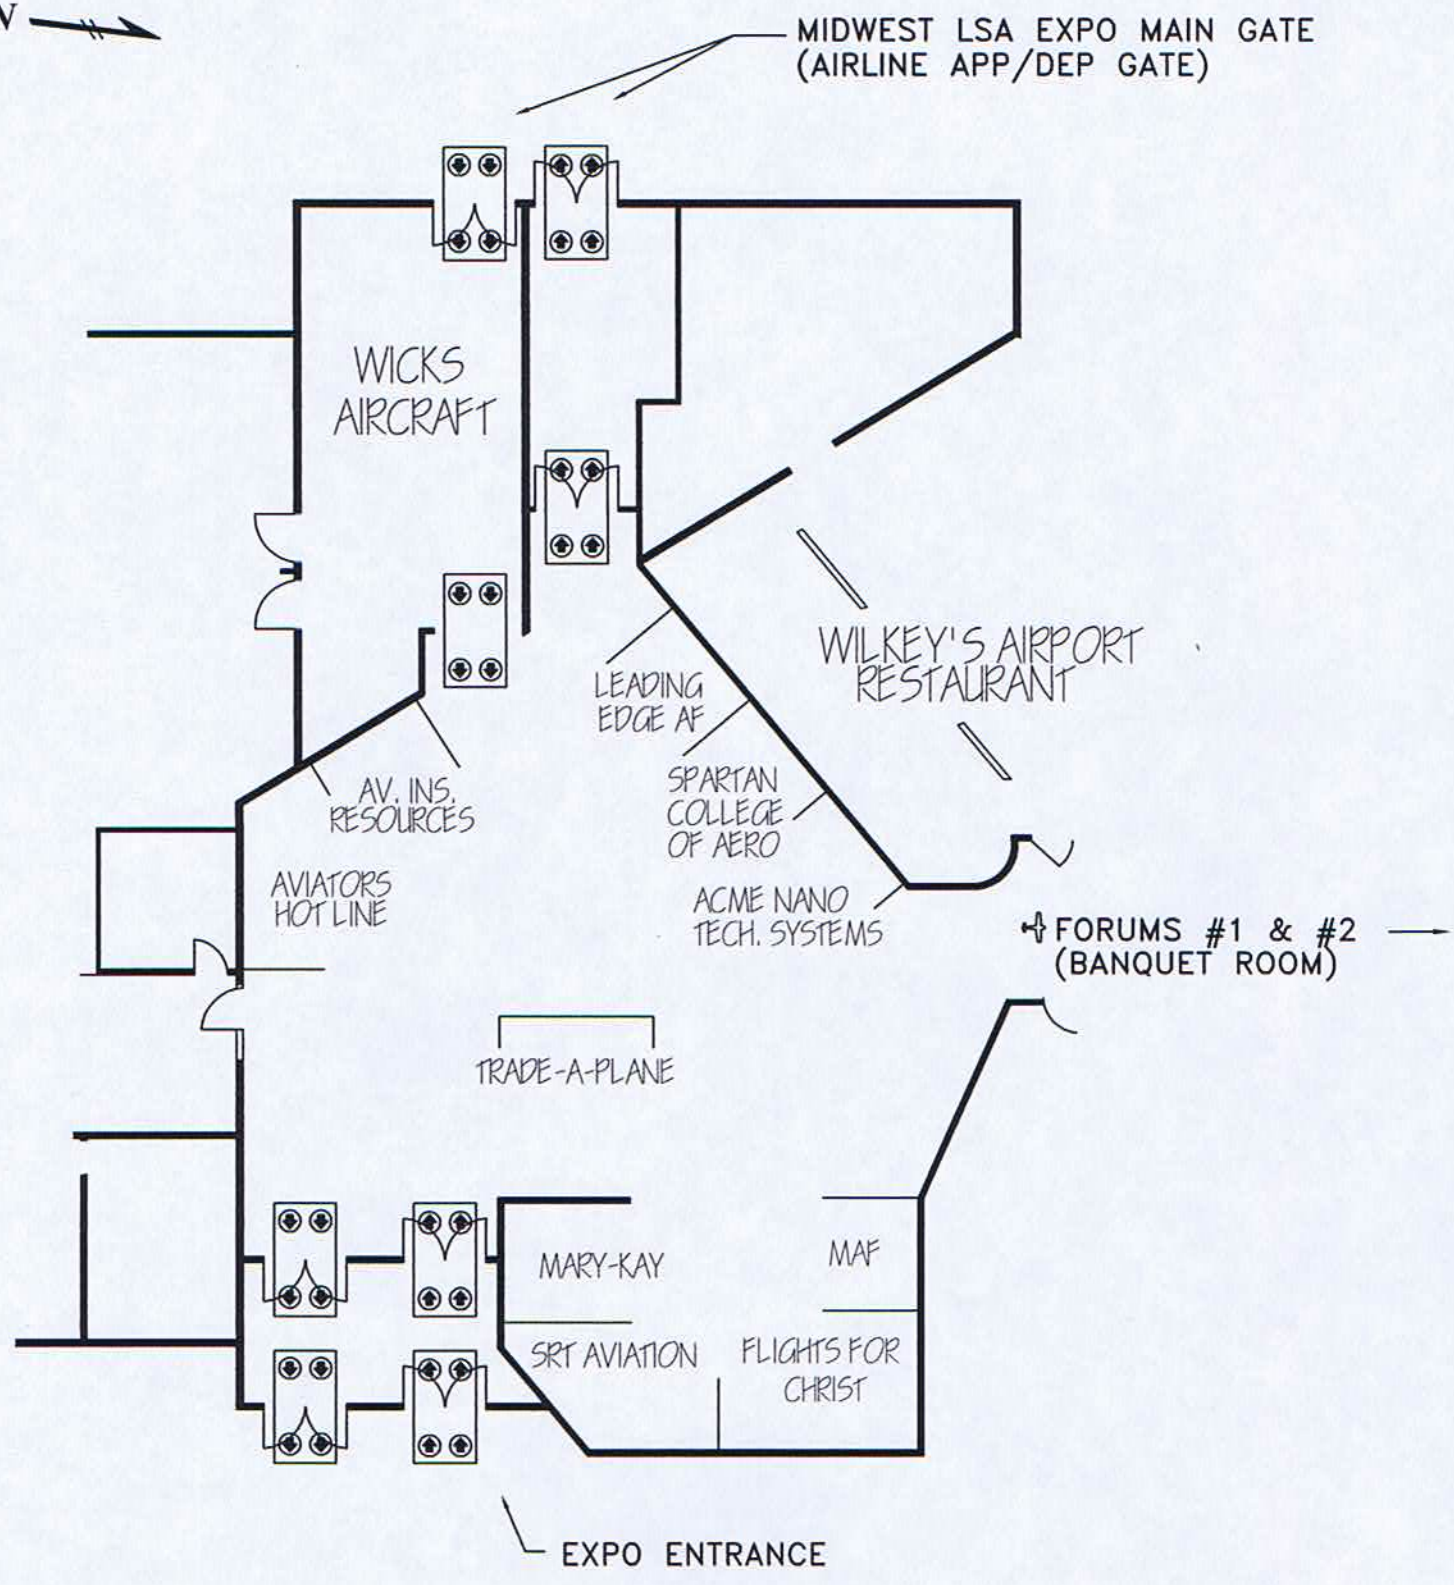 MIDWEST LSA EXPO MAIN GATE
(AIRLINE APP/DEP GATE)
WICKS
AIRCRAFT
WILKEY'S AIRPORT
RESTAURANT
LEADING
EDGE AF
SPARTAN
COLLEGE
OF AERO
AV. INS.
RESOURCES
AVIATORS
HOT LINE
ACME NANO
TECH. SYSTEMS
FORUMS #1 & #2
(BANQUET ROOM)
TRADE-A-PLANE
MARY-KAY
MAF
SRT AVIATION
FLIGHTS FOR
CHRIST
EXPO ENTRANCE